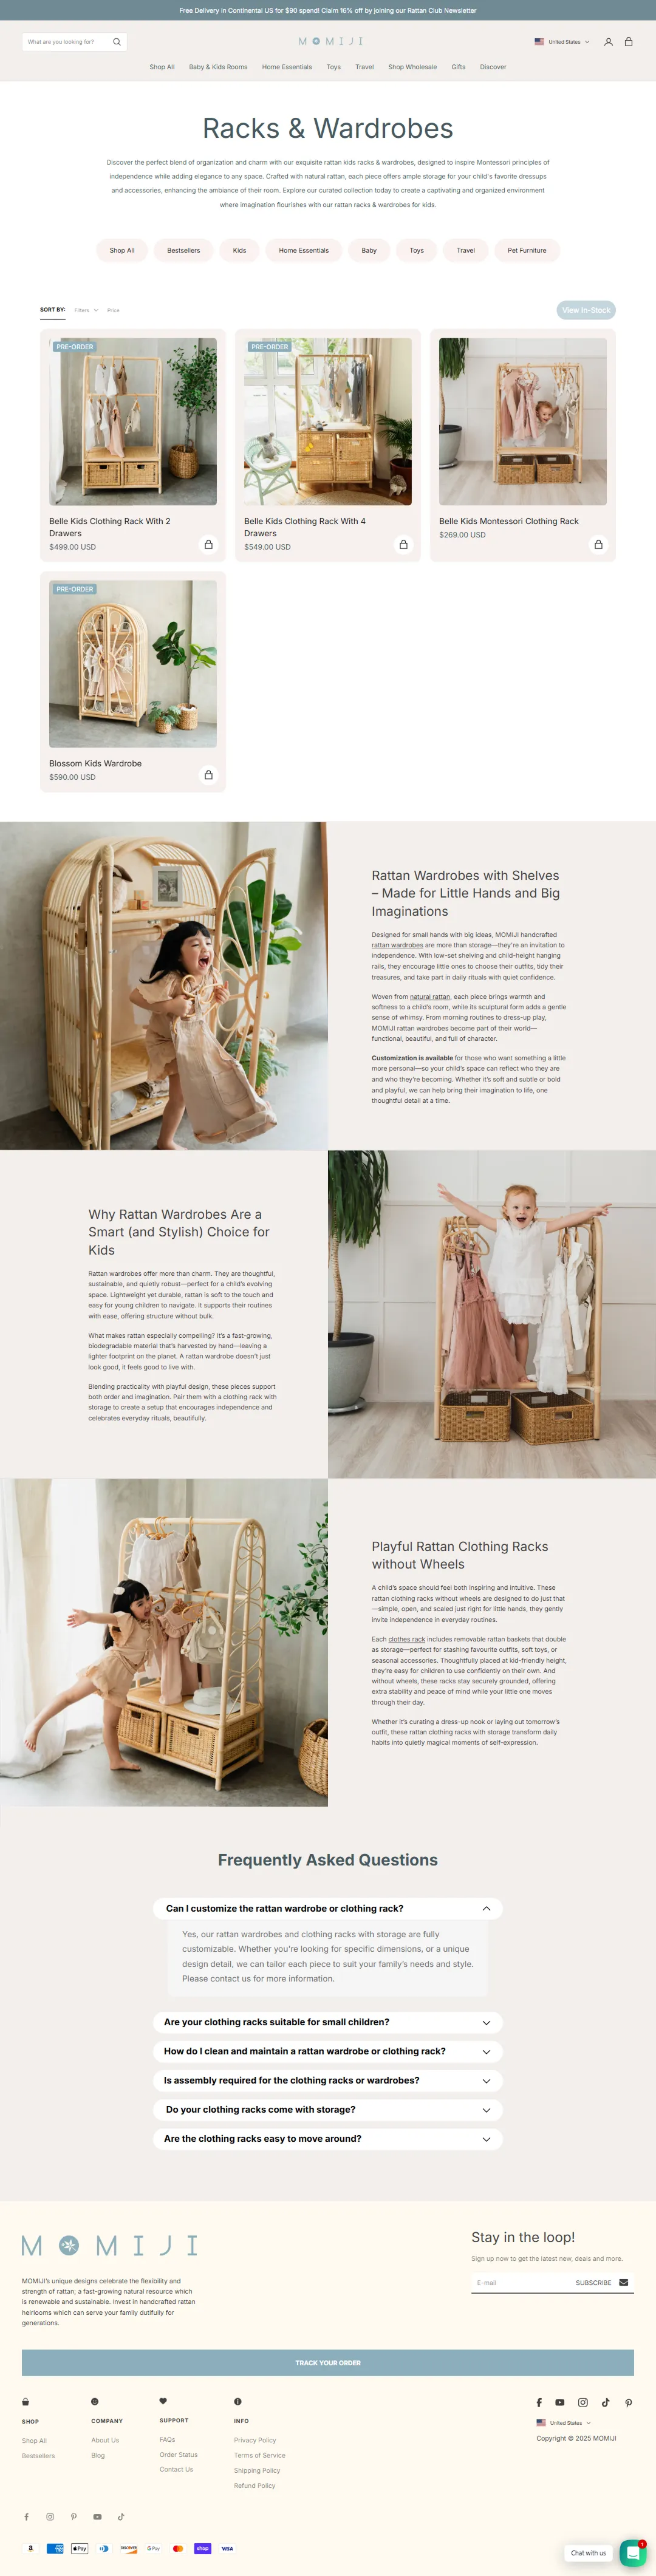 Free Delivery in Continental US for $90 spend! Claim 16% off by joining our Rattan Club Newsletter
What are you looking for?
MOMIJI
United States
Shop All
Baby & Kids Rooms
Home Essentials
Toys
Travel
Shop Wholesale
Gifts
Discover
Racks & Wardrobes
Discover the perfect blend of organization and charm with our exquisite rattan kids racks & wardrobes, designed to inspire Montessori principles of
independence while adding elegance to any space. Crafted with natural rattan, each piece offers ample storage for your child's favorite dressups
and accessories, enhancing the ambiance of their room. Explore our curated collection today to create a captivating and organized environment
where imagination flourishes with our rattan racks & wardrobes for kids.
Shop All
Bestsellers
Kids
Home Essentials
Baby
Toys
Travel
Pet Furniture
SORT BY:
Filters
Price
View In-Stock
PRE-ORDER
Belle Kids Clothing Rack With 2
Drawers
$499.00 USD
PRE-ORDER
Belle Kids Clothing Rack With 4
Drawers
$549.00 USD
Belle Kids Montessori Clothing Rack
$269.00 USD
PRE-ORDER
Blossom Kids Wardrobe
$590.00 USD
Rattan Wardrobes with Shelves
– Made for Little Hands and Big
Imaginations
Designed for small hands with big ideas, MOMIJI handcrafted
rattan wardrobes are more than storage—they're an invitation to
independence. With low-set shelving and child-height hanging
rails, they encourage little ones to choose their outfits, tidy their
treasures, and take part in daily rituals with quiet confidence.
Woven from natural rattan, each piece brings warmth and
softness to a child's room, while its sculptural form adds a gentle
sense of whimsy. From morning routines to dress-up play,
MOMIJI rattan wardrobes become part of their world—
functional, beautiful, and full of character.
Customization is available for those who want something a little
more personal—so your child's space can reflect who they are
and who they're becoming. Whether it's soft and subtle or bold
and playful, we can help bring their imagination to life, one
thoughtful detail at a time.
Why Rattan Wardrobes Are a
Smart (and Stylish) Choice for
Kids
Rattan wardrobes offer more than charm. They are thoughtful,
sustainable, and quietly robust—perfect for a child's evolving
space. Lightweight yet durable, rattan is soft to the touch and
easy for young children to navigate. It supports their routines
with ease, offering structure without bulk.
What makes rattan especially compelling? It's a fast-growing,
biodegradable material that's harvested by hand—leaving a
lighter footprint on the planet. A rattan wardrobe doesn't just
look good, it feels good to live with.
Blending practicality with playful design, these pieces support
both order and imagination. Pair them with a clothing rack with
storage to create a setup that encourages independence and
celebrates everyday rituals, beautifully.
Playful Rattan Clothing Racks
without Wheels
A child's space should feel both inspiring and intuitive. These
rattan clothing racks without wheels are designed to do just that
—simple, open, and scaled just right for little hands, they gently
invite independence in everyday routines.
Each clothes rack includes removable rattan baskets that double
as storage—perfect for stashing favourite outfits, soft toys, or
seasonal accessories. Thoughtfully placed at kid-friendly height,
they're easy for children to use confidently on their own. And
without wheels, these racks stay securely grounded, offering
extra stability and peace of mind while your little one moves
through their day.
Whether it's curating a dress-up nook or laying out tomorrow's
outfit, these rattan clothing racks with storage transform daily
habits into quietly magical moments of self-expression.
Frequently Asked Questions
Can I customize the rattan wardrobe or clothing rack?
Yes, our rattan wardrobes and clothing racks with storage are fully
customizable. Whether you're looking for specific dimensions, or a unique
design detail, we can tailor each piece to suit your family's needs and style.
Please contact us for more information.
Are your clothing racks suitable for small children?
How do I clean and maintain a rattan wardrobe or clothing rack?
Is assembly required for the clothing racks or wardrobes?
Do your clothing racks come with storage?
Are the clothing racks easy to move around?
MOMIJI
MOMIJI's unique designs celebrate the flexibility and
strength of rattan; a fast-growing natural resource which
is renewable and sustainable. Invest in handcrafted rattan
heirlooms which can serve your family dutifully for
generations.
Stay in the loop!
Sign up now to get the latest new, deals and more.
E-mail
SUBSCRIBE
TRACK YOUR ORDER
SHOP
Shop All
Bestsellers
COMPANY
About Us
Blog
SUPPORT
FAQs
Order Status
Contact Us
INFO
Privacy Policy
Terms of Service
Shipping Policy
Refund Policy
United States
Copyright © 2025 MOMIJI
Pay
DISCOVER
G Pay
shop
VISA
Chat with us
1